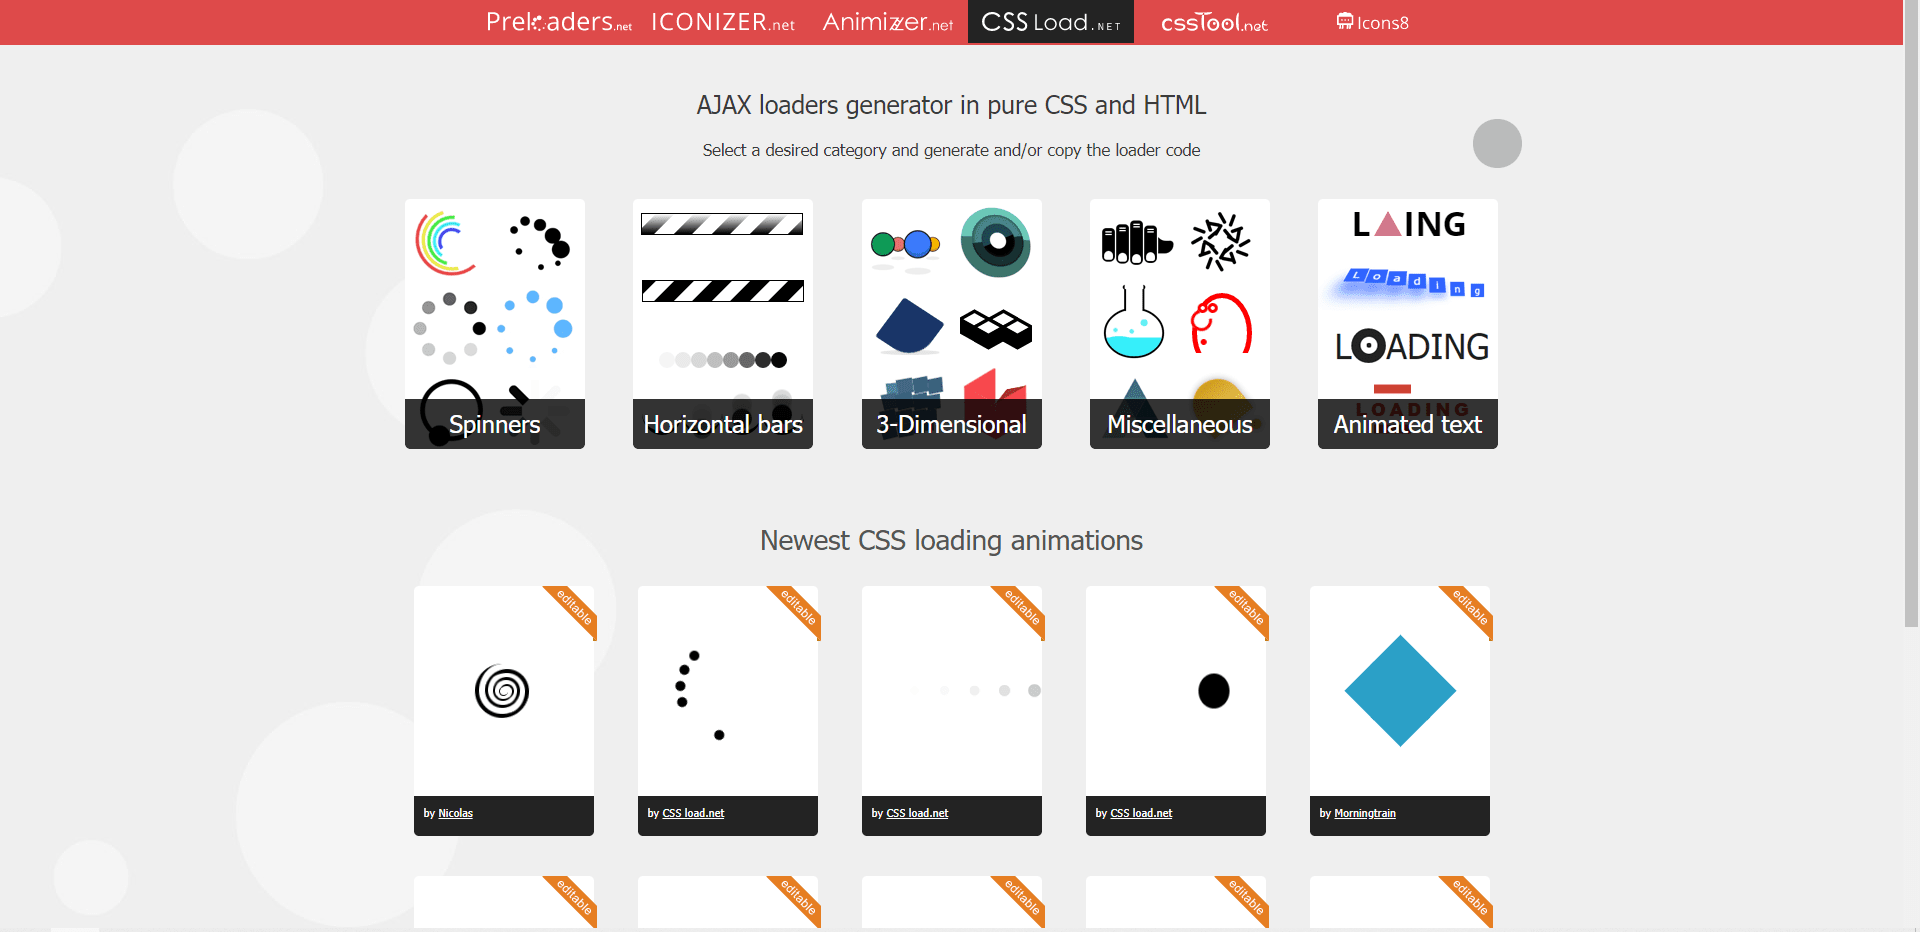 Preloaders.net ICONIZER.net Animizer.net CSS Load.NET cssTool.net Icons8
AJAX loaders generator in pure CSS and HTML
Select a desired category and generate and/or copy the loader code
L ING
Loading
LOADING
LOADING
Spinners Horizontal bars 3-Dimensional Miscellaneous Animated text
Newest CSS loading animations
editable editable editable editable editable
by Nicolas by CSS load.net by CSS load.net by CSS load.net by Morningtrain
editable editable editable editable editable